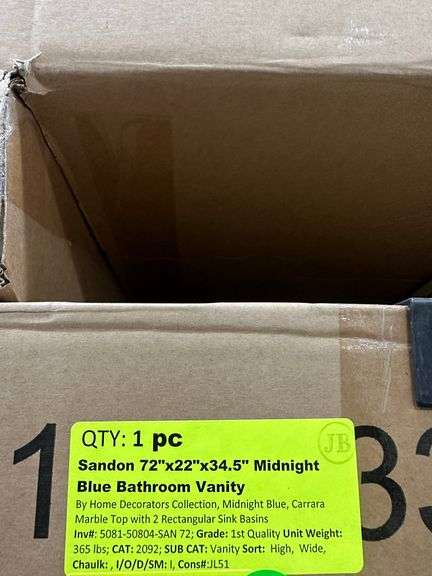 QTY: 1 pc
JB
Sandon 72"x22"x34.5" Midnight
Blue Bathroom Vanity
By Home Decorators Collection, Midnight Blue, Carrara
Marble Top with 2 Rectangular Sink Basins
Inv#: 5081-50804-SAN 72; Grade: 1st Quality Unit Weight:
365 lbs; CAT: 2092; SUB CAT: Vanity Sort: High, Wide,
Chaulk: , I/O/D/SM: I, Cons#:JL51
1
33